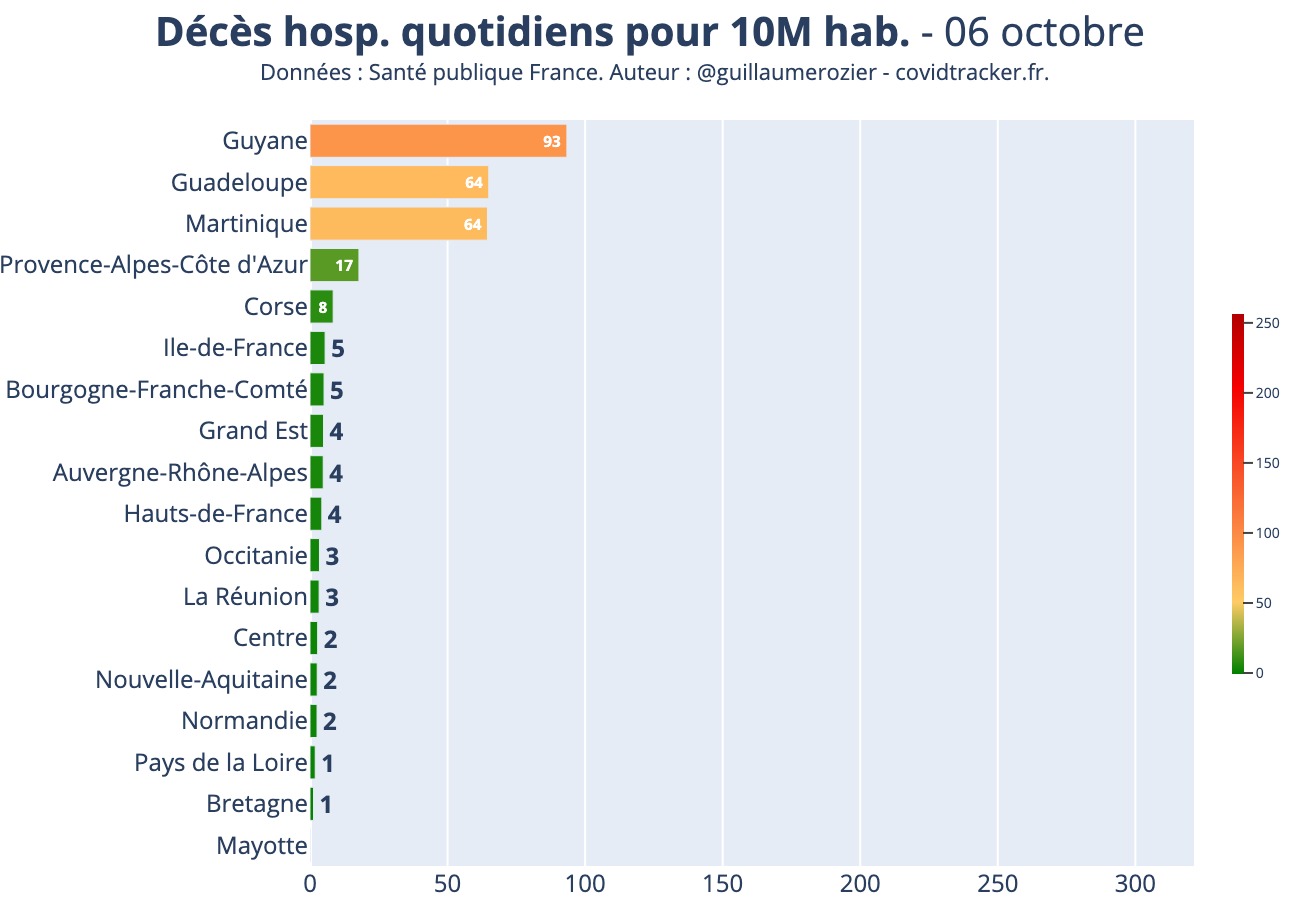 Décès hosp. quotidiens pour 10M hab. - 06 octobre
Données : Santé publique France. Auteur : @guillaumerozier - covidtracker.fr.
Guyane 93
Guadeloupe 64
Martinique 64
Provence-Alpes-Côte d'Azur 17
Corse 8
Ile-de-France 5
Bourgogne-Franche-Comté 5
Grand Est 4
Auvergne-Rhône-Alpes 4
Hauts-de-France 4
Occitanie 3
La Réunion 3
Centre 2
Nouvelle-Aquitaine 2
Normandie 2
Pays de la Loire 1
Bretagne 1
Mayotte
0 50 100 150 200 250 300
250
200
150
100
50
0